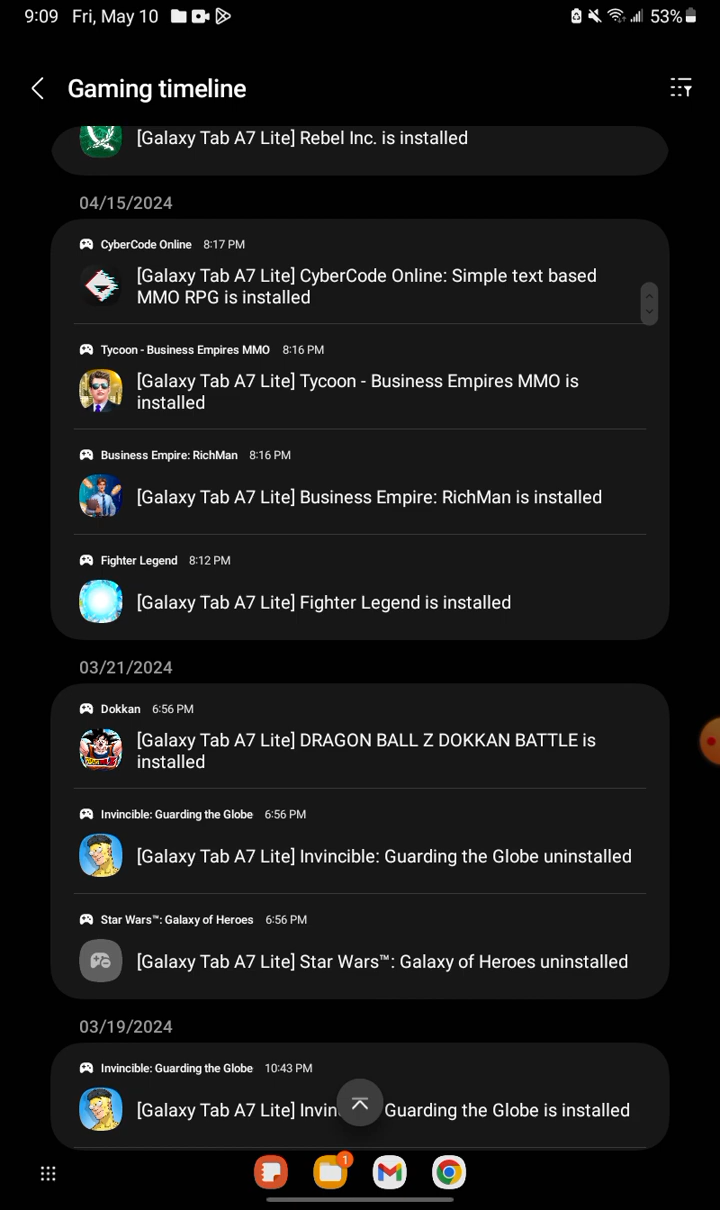 9:09 Fri, May 10 53%
Gaming timeline
[Galaxy Tab A7 Lite] Rebel Inc. is installed
04/15/2024
CyberCode Online 8:17 PM
[Galaxy Tab A7 Lite] CyberCode Online: Simple text based
MMO RPG is installed
Tycoon - Business Empires MMO 8:16 PM
[Galaxy Tab A7 Lite] Tycoon - Business Empires MMO is
installed
Business Empire: RichMan 8:16 PM
[Galaxy Tab A7 Lite] Business Empire: RichMan is installed
Fighter Legend 8:12 PM
[Galaxy Tab A7 Lite] Fighter Legend is installed
03/21/2024
Dokkan 6:56 PM
[Galaxy Tab A7 Lite] DRAGON BALL Z DOKKAN BATTLE is
installed
Invincible: Guarding the Globe 6:56 PM
[Galaxy Tab A7 Lite] Invincible: Guarding the Globe uninstalled
Star Wars™: Galaxy of Heroes 6:56 PM
[Galaxy Tab A7 Lite] Star Wars™: Galaxy of Heroes uninstalled
03/19/2024
Invincible: Guarding the Globe 10:43 PM
[Galaxy Tab A7 Lite] Invin Guarding the Globe is installed
1